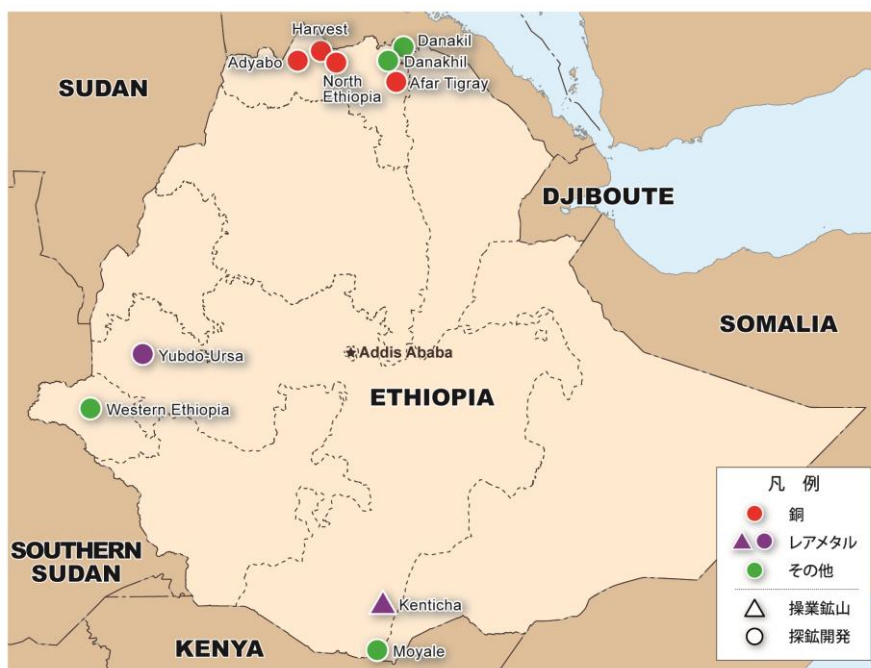 Harvest
Danakil
Adyabo
Danakhil
North
Ethiopia
Afar Tigray
SUDAN
DJIBOUTE
SOMALIA
Yubdo-Ursa
★Addis Ababa
ETHIOPIA
Western Ethiopia
SOUTHERN
SUDAN
Kenticha
KENYA
Moyale
凡 例
銅
レアメタル
その他
操業鉱山
探鉱開発